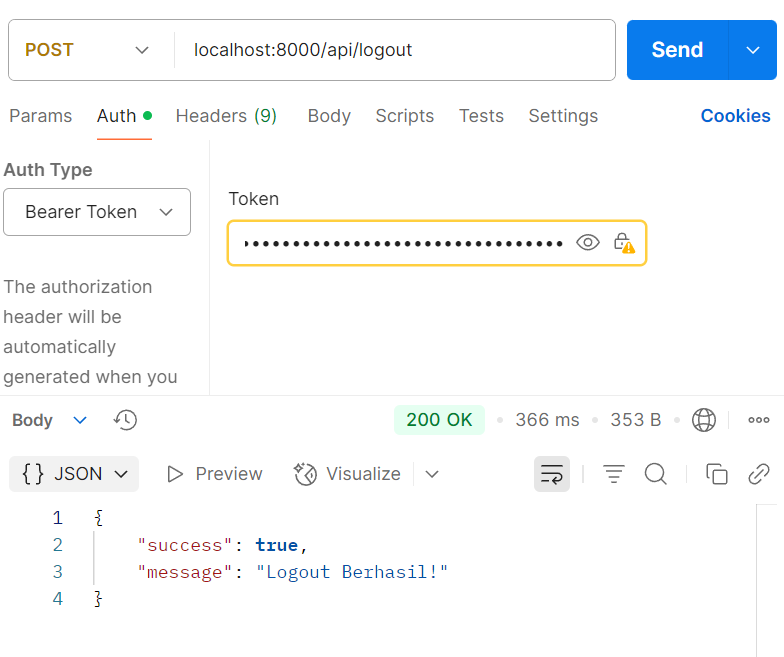 POST localhost:8000/api/logout Send
Params Auth Headers (9) Body Scripts Tests Settings Cookies
Auth Type
Bearer Token
The authorization
header will be
automatically
generated when you
Token
Body 200 OK 366 ms 353 B
{} JSON Preview Visualize
1 {
2 "success": true,
3 "message": "Logout Berhasil!"
4 }